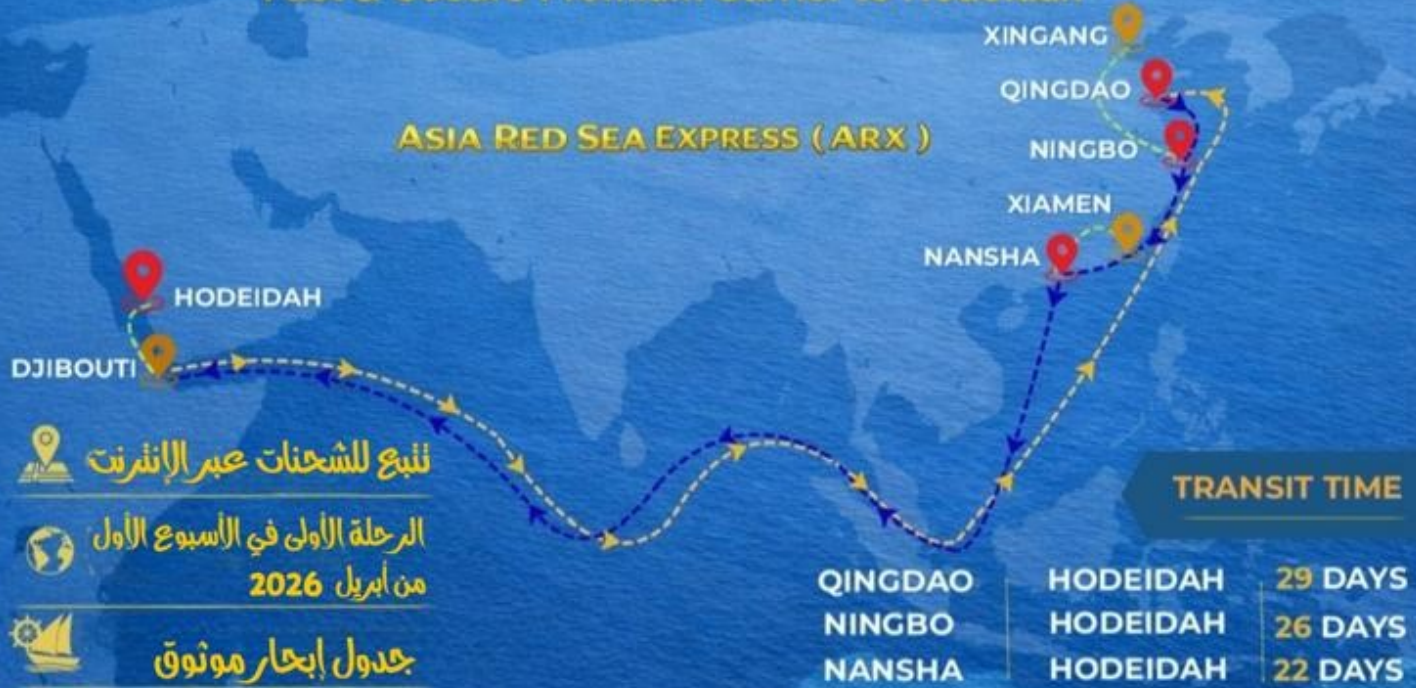 XINGANG
QINGDAO
ASIA RED SEA EXPRESS ( ARX )
NINGBO
XIAMEN
NANSHA
HODEIDAH
DJIBOUTI
تتبع للشحنات عبر الإنترنت
الرحلة الأولى في الأسبوع الأول
من أبريل 2026
جدول إبحار موثوق
TRANSIT TIME
QINGDAO HODEIDAH 29 DAYS
NINGBO HODEIDAH 26 DAYS
NANSHA HODEIDAH 22 DAYS